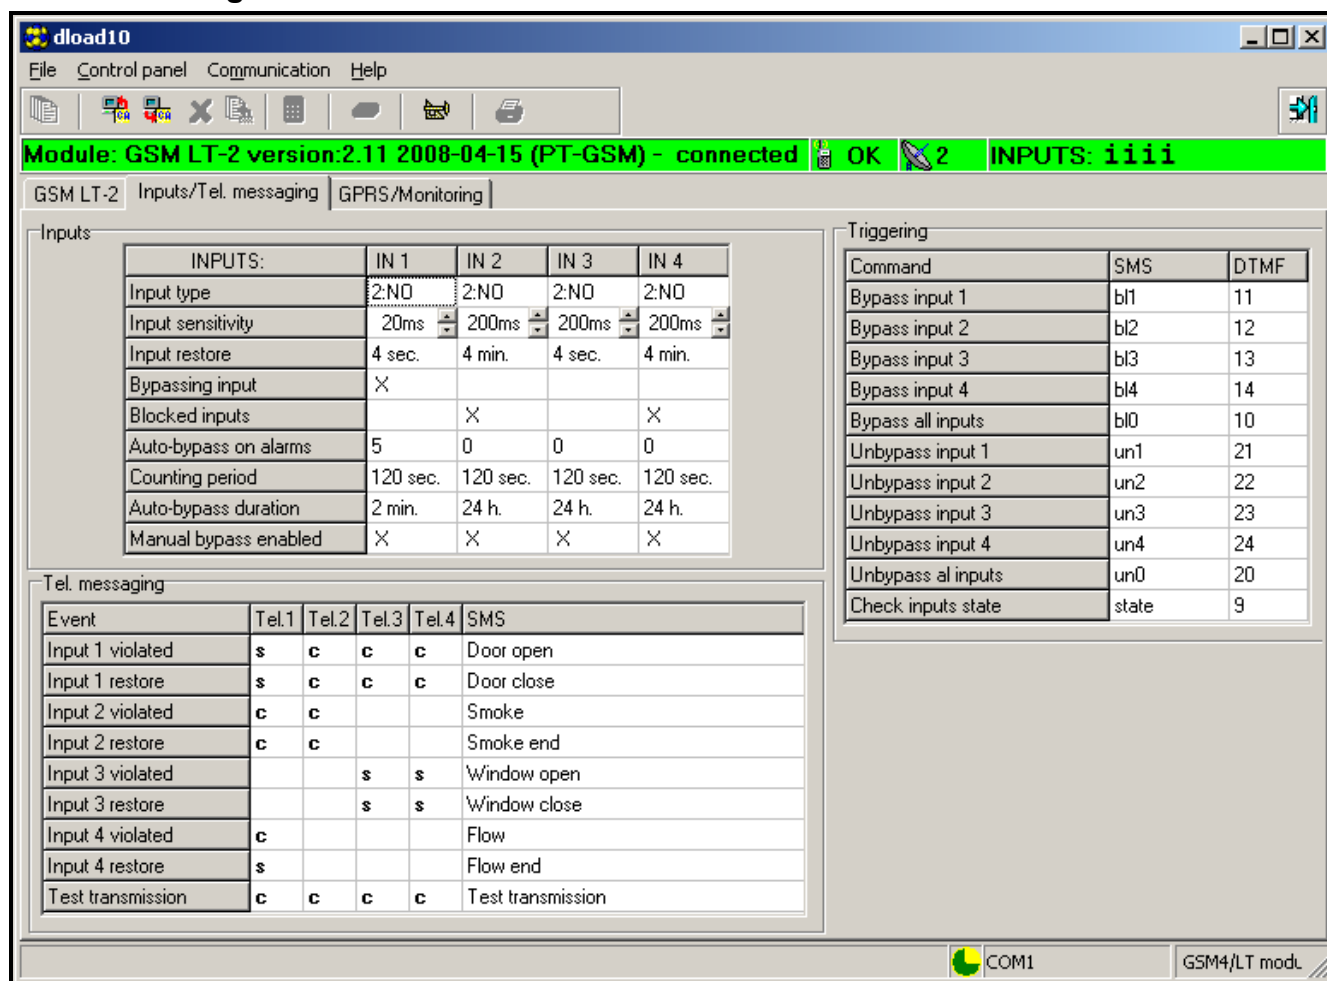 dload10
File Control panel Communication Help
Module: GSM LT-2 version:2.11 2008-04-15 (PT-GSM) - connected OK 2 INPUTS: iiii
GSM LT-2 Inputs/Tel. messaging GPRS/Monitoring
Inputs
INPUTS: IN 1 IN 2 IN 3 IN 4
Input type 2:NO 2:NO 2:NO 2:NO
Input sensitivity 20ms 200ms 200ms 200ms
Input restore 4 sec. 4 min. 4 sec. 4 min.
Bypassing input X
Blocked inputs X X
Auto-bypass on alarms 5 0 0 0
Counting period 120 sec. 120 sec. 120 sec. 120 sec.
Auto-bypass duration 2 min. 24 h. 24 h. 24 h.
Manual bypass enabled X X X X
Triggering
Command SMS DTMF
Bypass input 1 bl1 11
Bypass input 2 bl2 12
Bypass input 3 bl3 13
Bypass input 4 bl4 14
Bypass all inputs bl0 10
Unbypass input 1 un1 21
Unbypass input 2 un2 22
Unbypass input 3 un3 23
Unbypass input 4 un4 24
Unbypass al inputs un0 20
Check inputs state state 9
Tel. messaging
Event Tel.1 Tel.2 Tel.3 Tel.4 SMS
Input 1 violated s c c c Door open
Input 1 restore s c c c Door close
Input 2 violated c c Smoke
Input 2 restore c c Smoke end
Input 3 violated s s Window open
Input 3 restore s s Window close
Input 4 violated c Flow
Input 4 restore s Flow end
Test transmission c c c c Test transmission
COM1 GSM4/LT modu